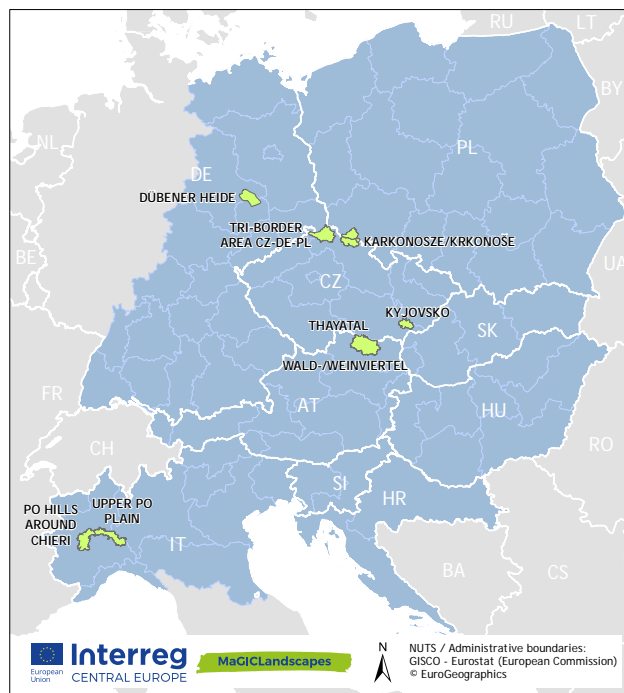 RU
LT
BY
NL
PL
DE
DÜBENER HEIDE
TRI-BORDER
AREA CZ-DE-PL
KARKONOSZE/KRKONOŠE
BE
UA
CZ
KYJOVSKO
THAYATAL
SK
WALD-/WEINVIERTEL
FR
AT
HU
CH
RO
SI
HR
PO HILLS
AROUND
CHIERI
UPPER PO
PLAIN
IT
BA
CS
European
Union
Interreg
CENTRAL EUROPE
MaGICLandscapes
N
NUTS / Administrative boundaries:
GISCO - Eurostat (European Commission)
© EuroGeographics